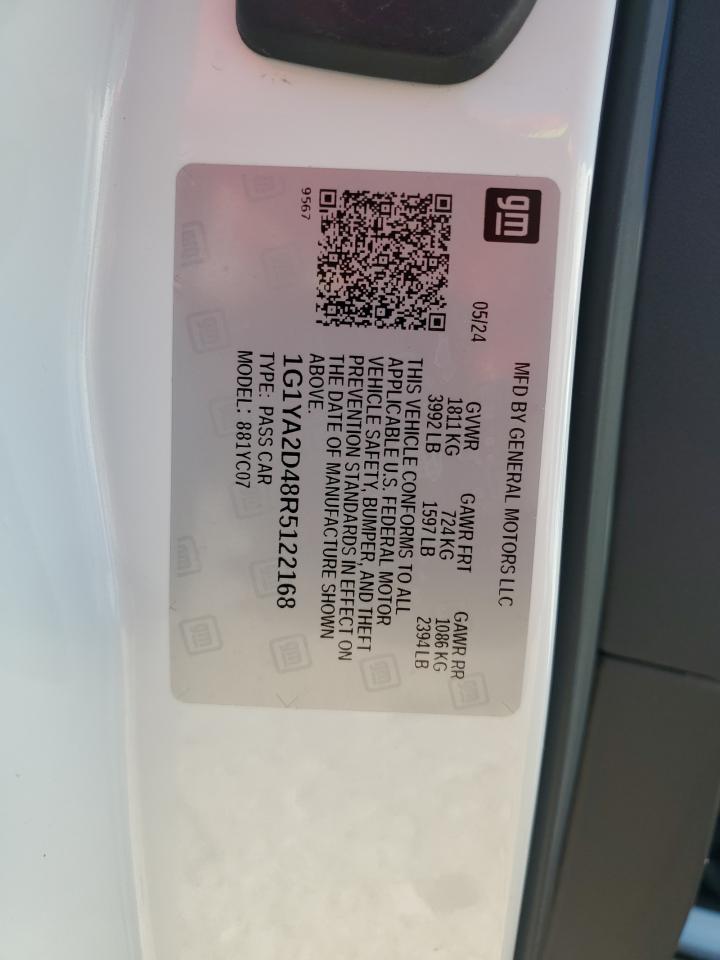 gm
05/24
MFD BY GENERAL MOTORS LLC
GVWR GAWR FRT GAWR RR
1811 KG 724 KG 1086 KG
3992 LB 1597 LB 2394 LB
THIS VEHICLE CONFORMS TO ALL
APPLICABLE U.S. FEDERAL MOTOR
VEHICLE SAFETY, BUMPER, AND THEFT
PREVENTION STANDARDS IN EFFECT ON
THE DATE OF MANUFACTURE SHOWN
ABOVE.
9567
1G1YA2D48R5122168
TYPE: PASS CAR
MODEL: 881YC07